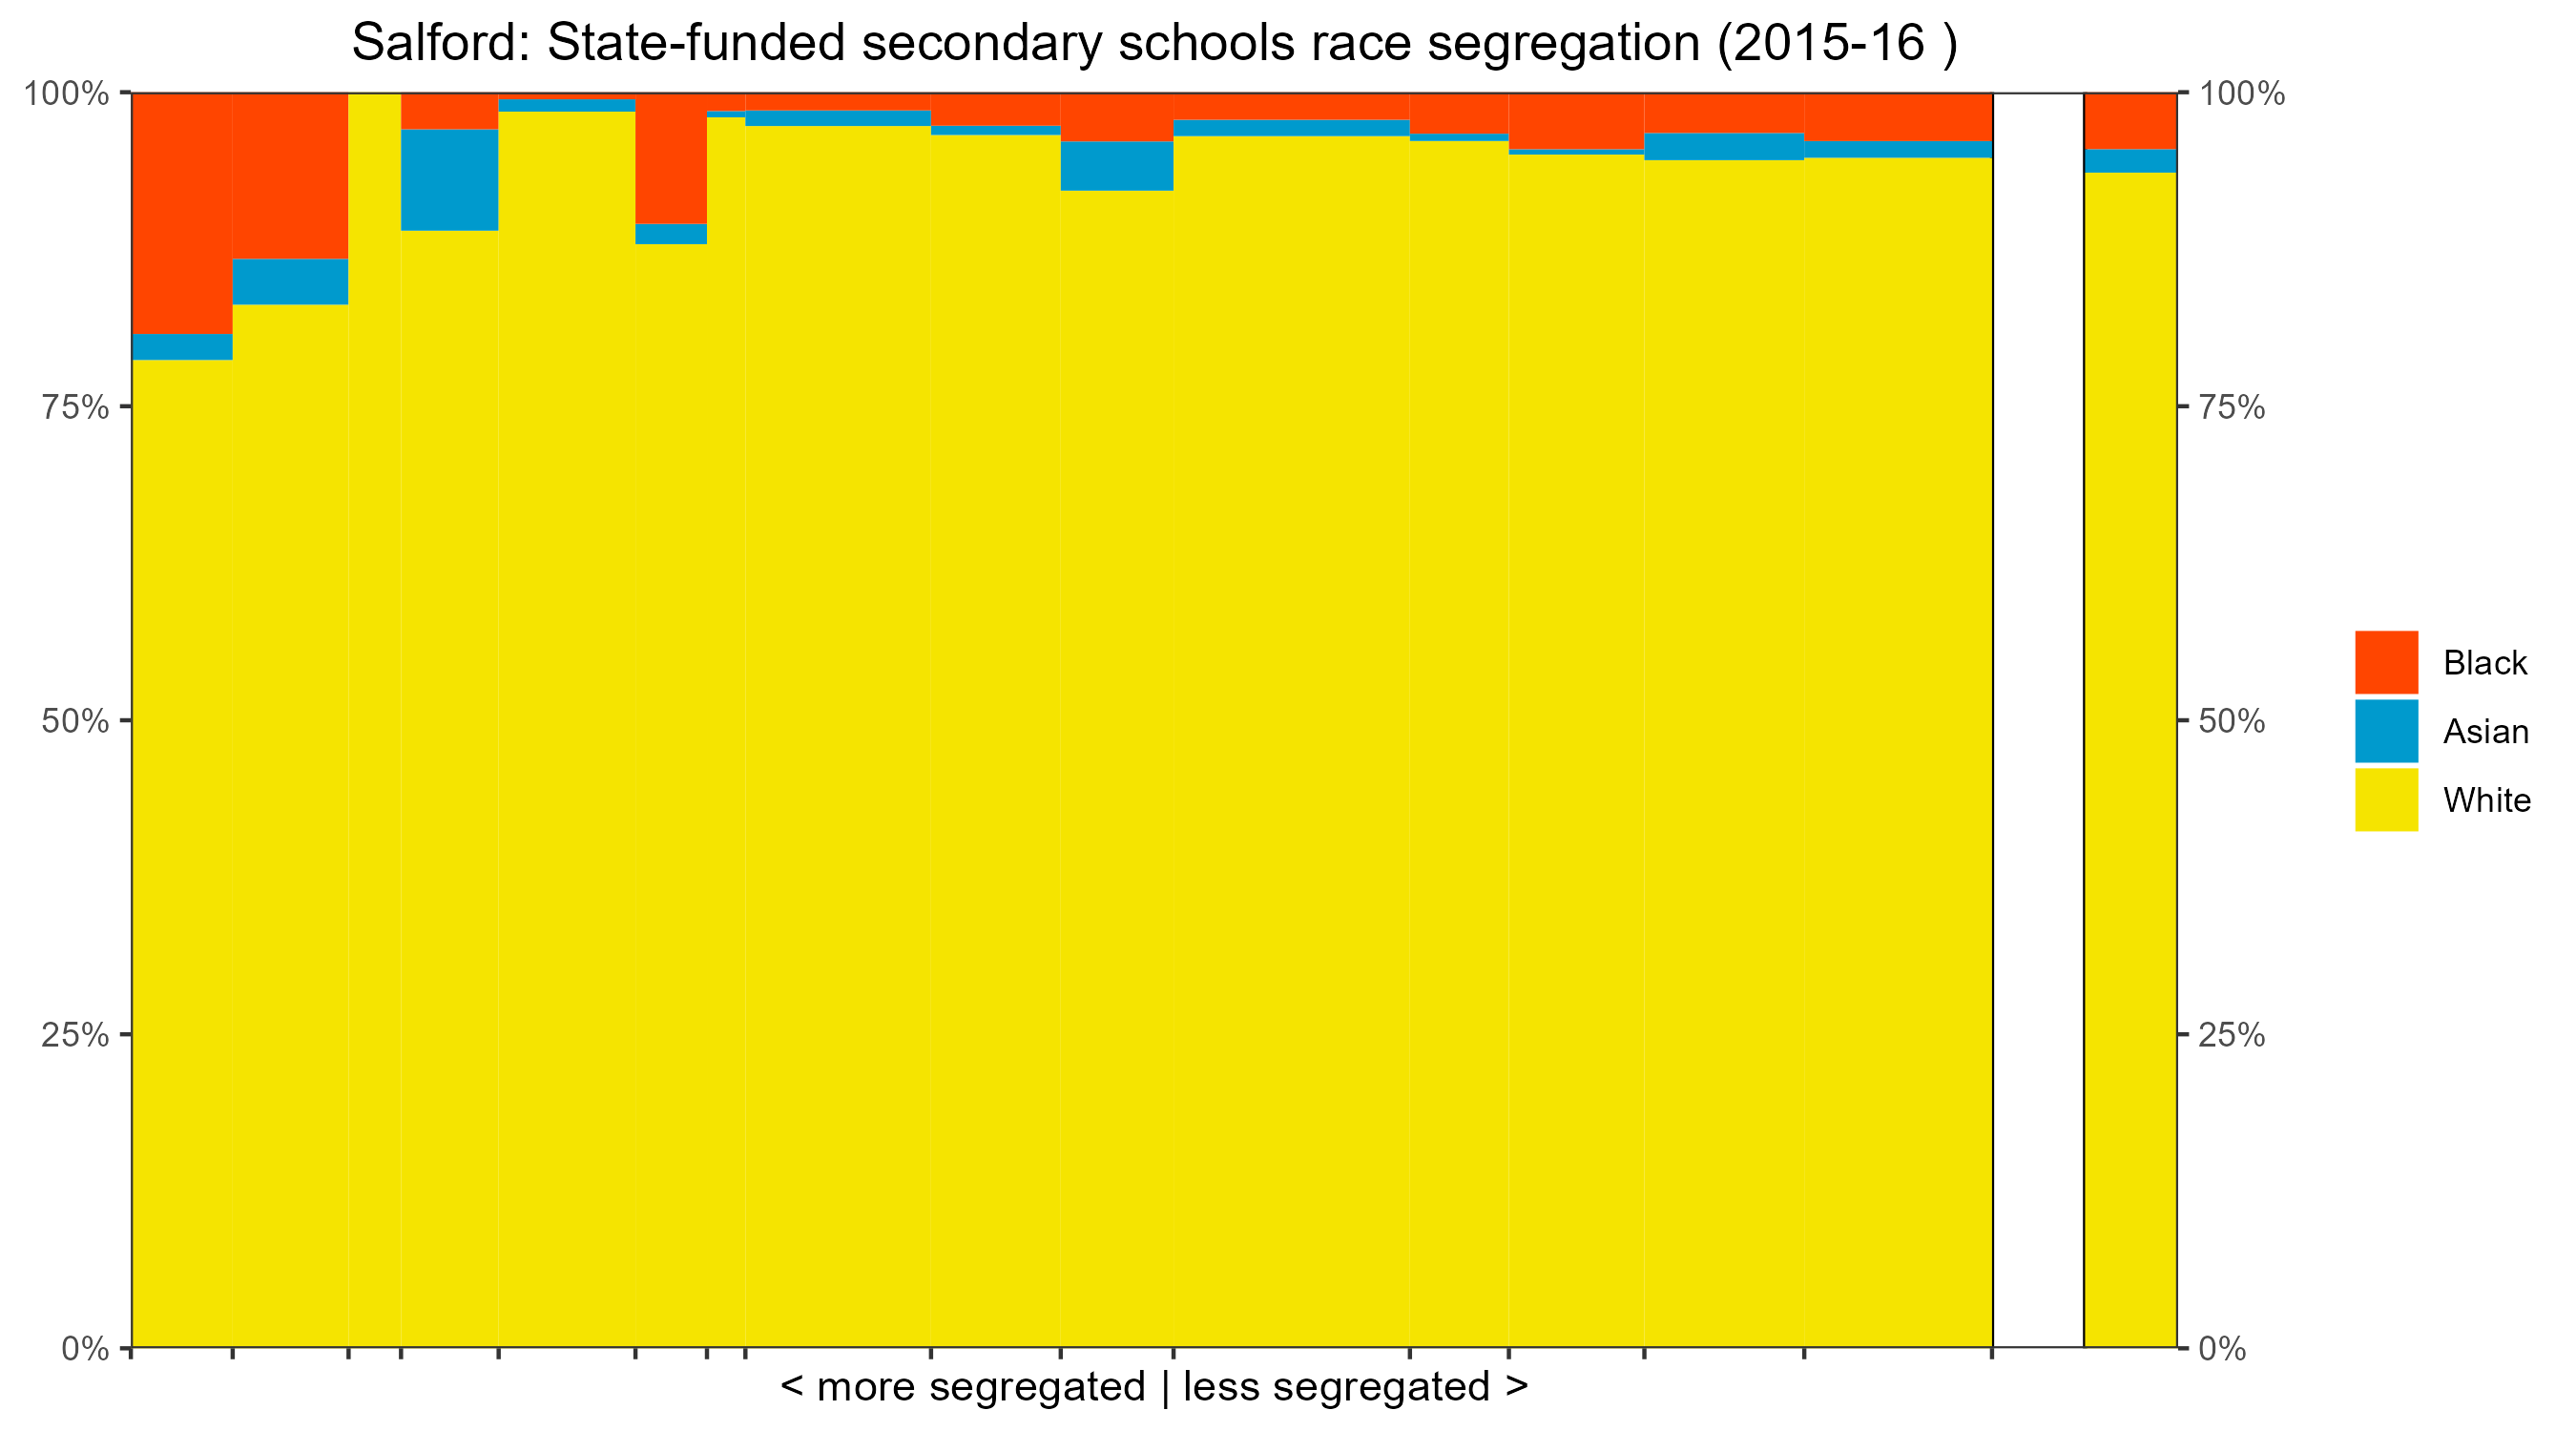 Salford: State-funded secondary schools race segregation (2015-16 )
100%
75%
50%
25%
0%
100%
75%
50%
25%
0%
Black
Asian
White
< more segregated | less segregated >